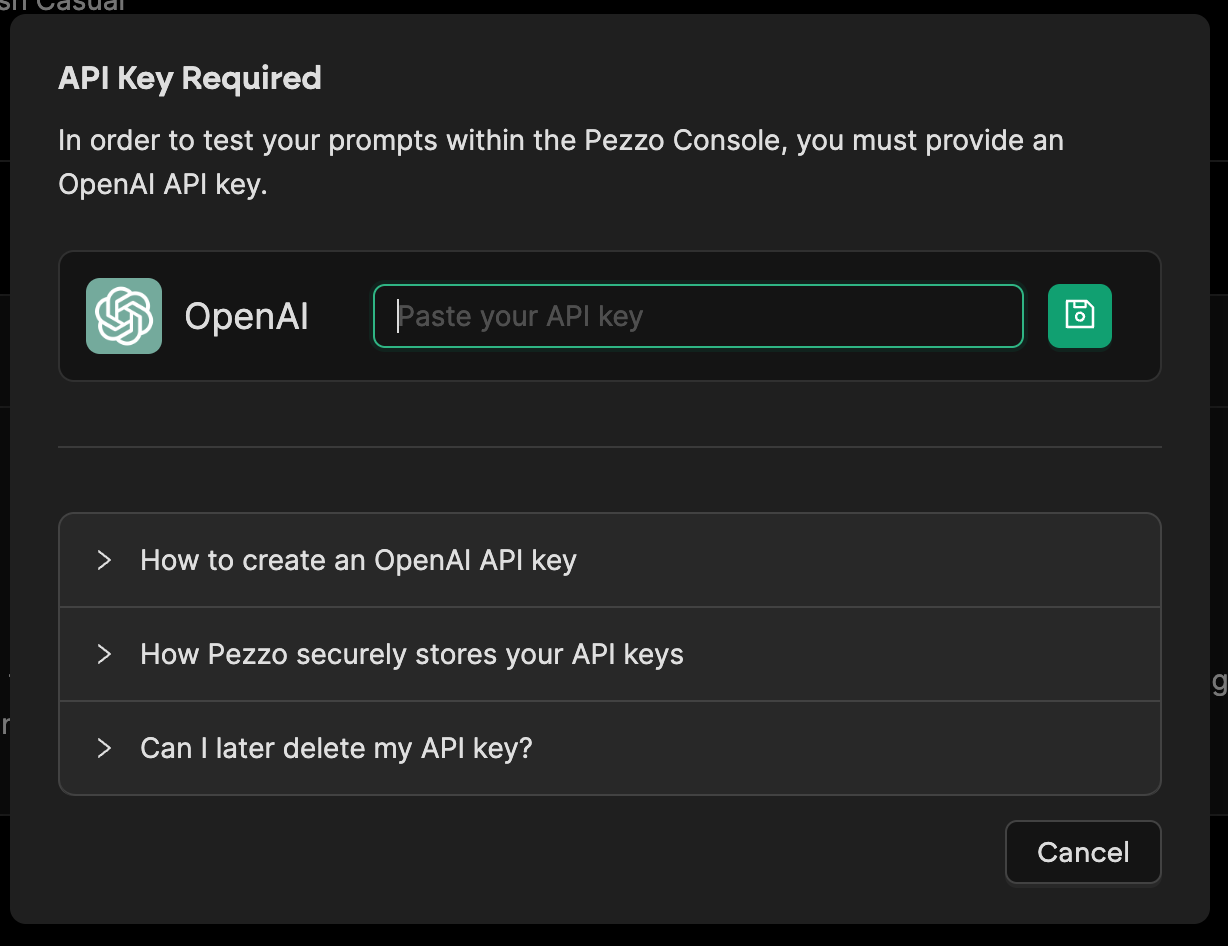 sh Casual
API Key Required
In order to test your prompts within the Pezzo Console, you must provide an
OpenAI API key.
OpenAI
Paste your API key
How to create an OpenAI API key
How Pezzo securely stores your API keys
Can I later delete my API key?
Cancel